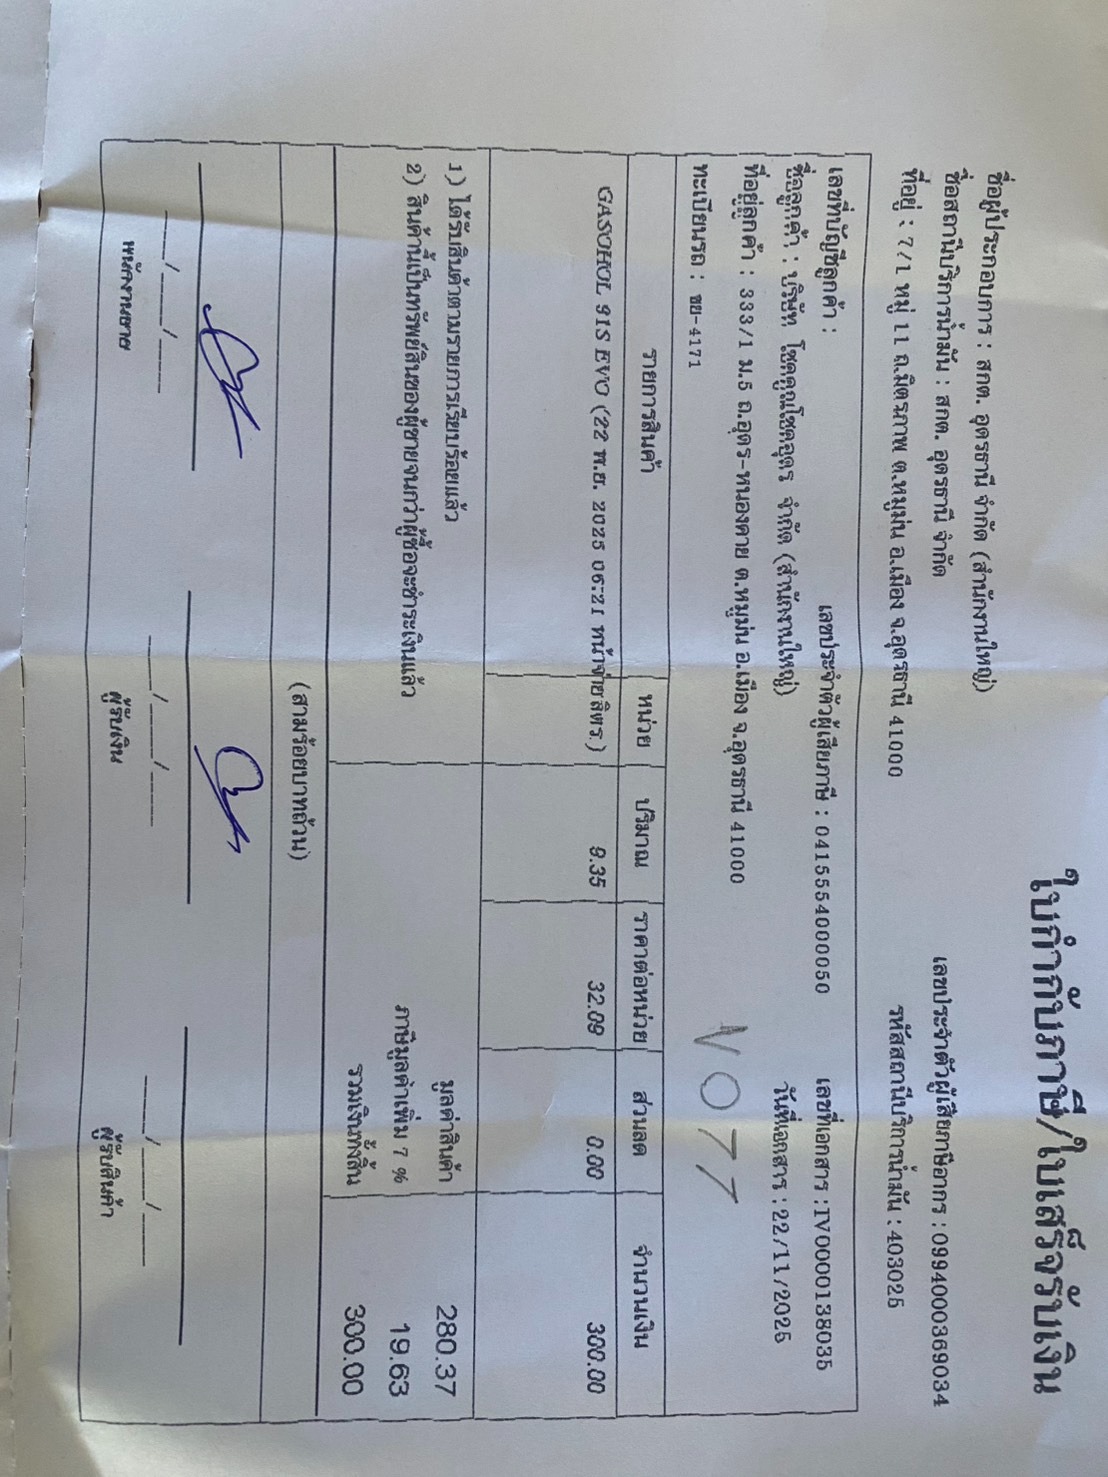 ใบกำกับภาษี/ใบเสร็จรับเงิน
ชื่อผู้ประกอบการ : สกต. อุดรธานี จำกัด (สำนักงานใหญ่) เลขประจำตัวผู้เสียภาษีอากร : 0994000369034
ชื่อสถานีบริการน้ำมัน : สกต. อุดรธานี จำกัด รหัสสถานีบริการน้ำมัน : 403025
ที่อยู่ : 7/1 หมู่ 11 ถ.มิตรภาพ ต.หมูม่น อ.เมือง จ.อุดรธานี 41000
เลขที่บัญชีลูกค้า : เลขประจำตัวผู้เสียภาษี : 0415554000050 เลขที่เอกสาร : IV0000138035
ชื่อลูกค้า : บริษัท โชคคูณโชคอุดร จำกัด (สำนักงานใหญ่) วันที่เอกสาร : 22/11/2025
ที่อยู่ลูกค้า : 333/1 ม.5 ถ.อุดร-หนองคาย ต.หมูม่น อ.เมือง จ.อุดรธานี 41000
ทะเบียนรถ : ขย-4171
รายการสินค้า หน่วย ปริมาณ ราคาต่อหน่วย ส่วนลด จำนวนเงิน
GASOHOL 91S EVO (22 พ.ย. 2025 06:21 หน้าจ่าย ลิตร.) 9.35 32.09 0.00 300.00
1) ได้รับสินค้าตามรายการเรียบร้อยแล้ว มูลค่าสินค้า 280.37
2) สินค้านี้เป็นทรัพย์สินของผู้ขายจนกว่าผู้ซื้อจะชำระเงินแล้ว ภาษีมูลค่าเพิ่ม 7 % 19.63
รวมเงินทั้งสิ้น 300.00
(สามร้อยบาทถ้วน)
___/___/____ ___/___/____ ___/___/____
พนักงานขาย ผู้รับเงิน ผู้รับสินค้า